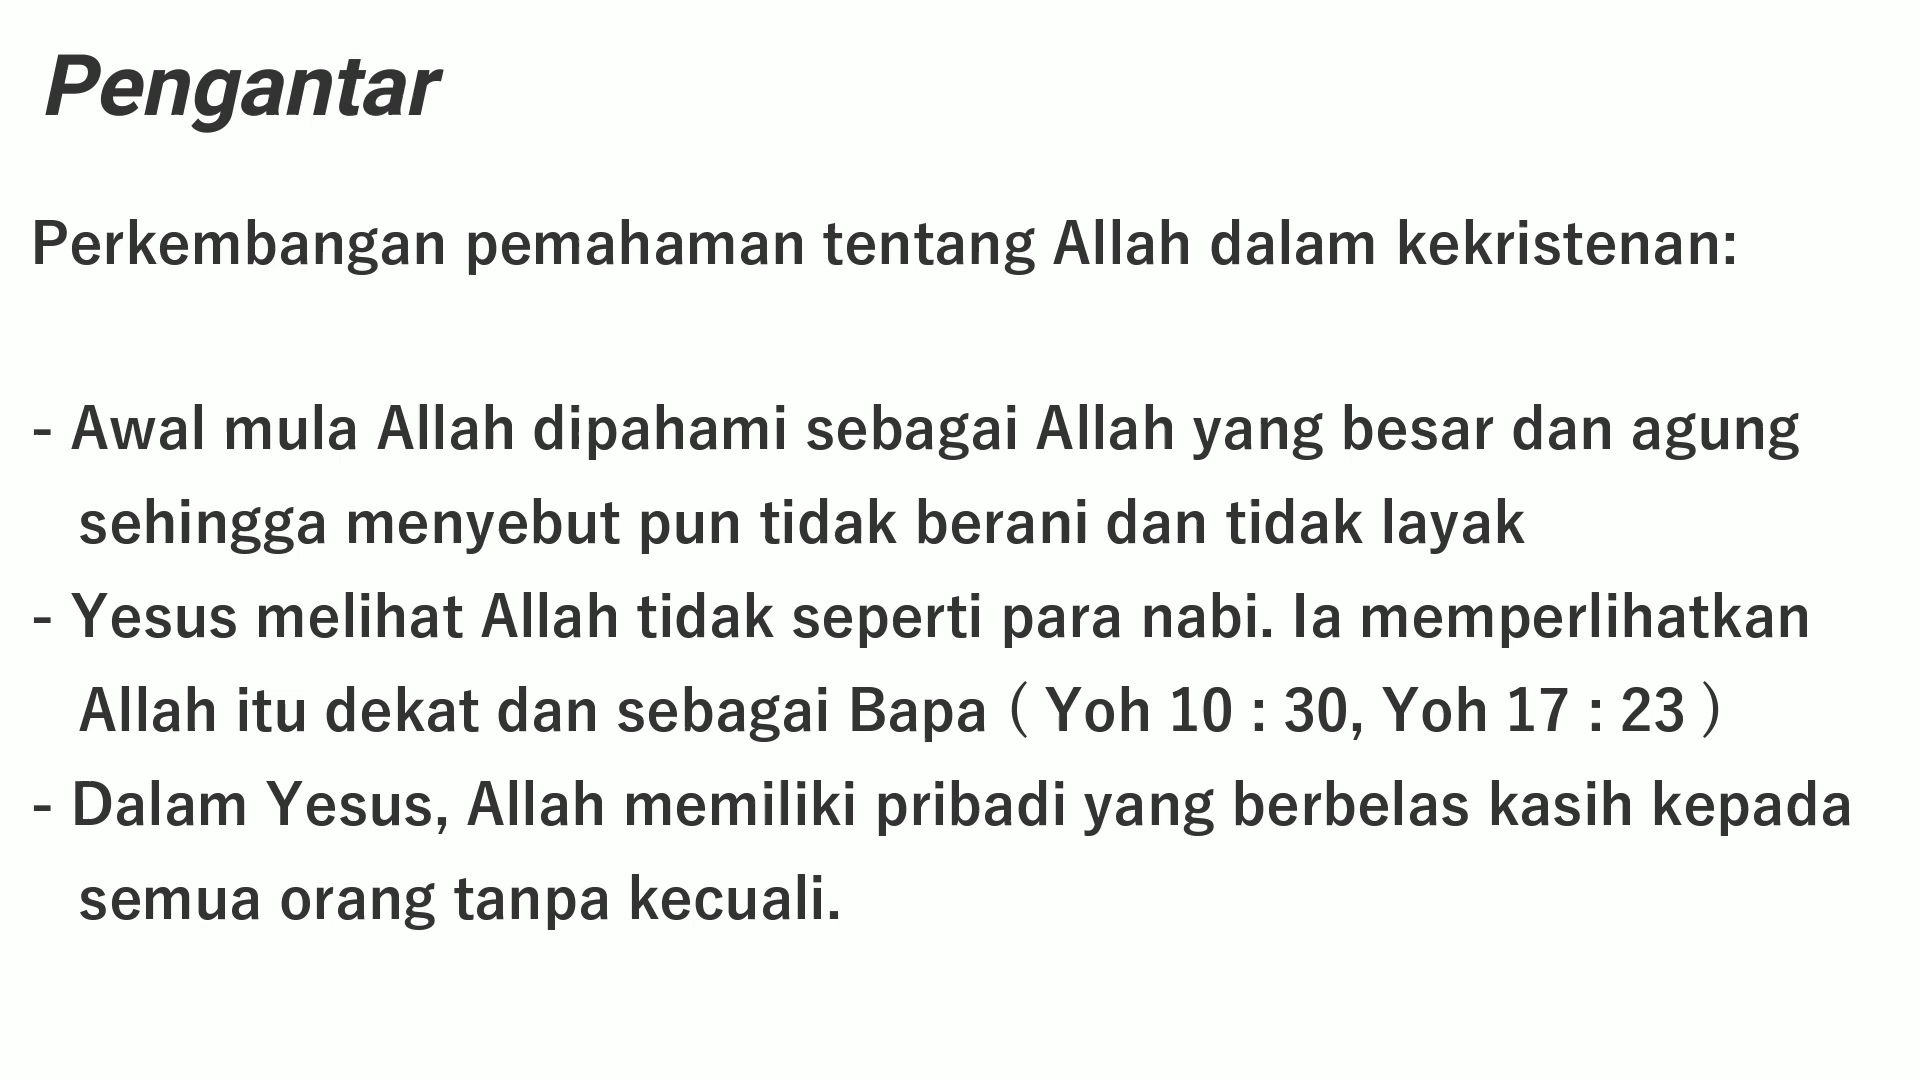 Pengantar
Perkembangan pemahaman tentang Allah dalam kekristenan:
- Awal mula Allah dipahami sebagai Allah yang besar dan agung
sehingga menyebut pun tidak berani dan tidak layak
- Yesus melihat Allah tidak seperti para nabi. Ia memperlihatkan
Allah itu dekat dan sebagai Bapa ( Yoh 10 : 30, Yoh 17 : 23 )
- Dalam Yesus, Allah memiliki pribadi yang berbelas kasih kepada
semua orang tanpa kecuali.